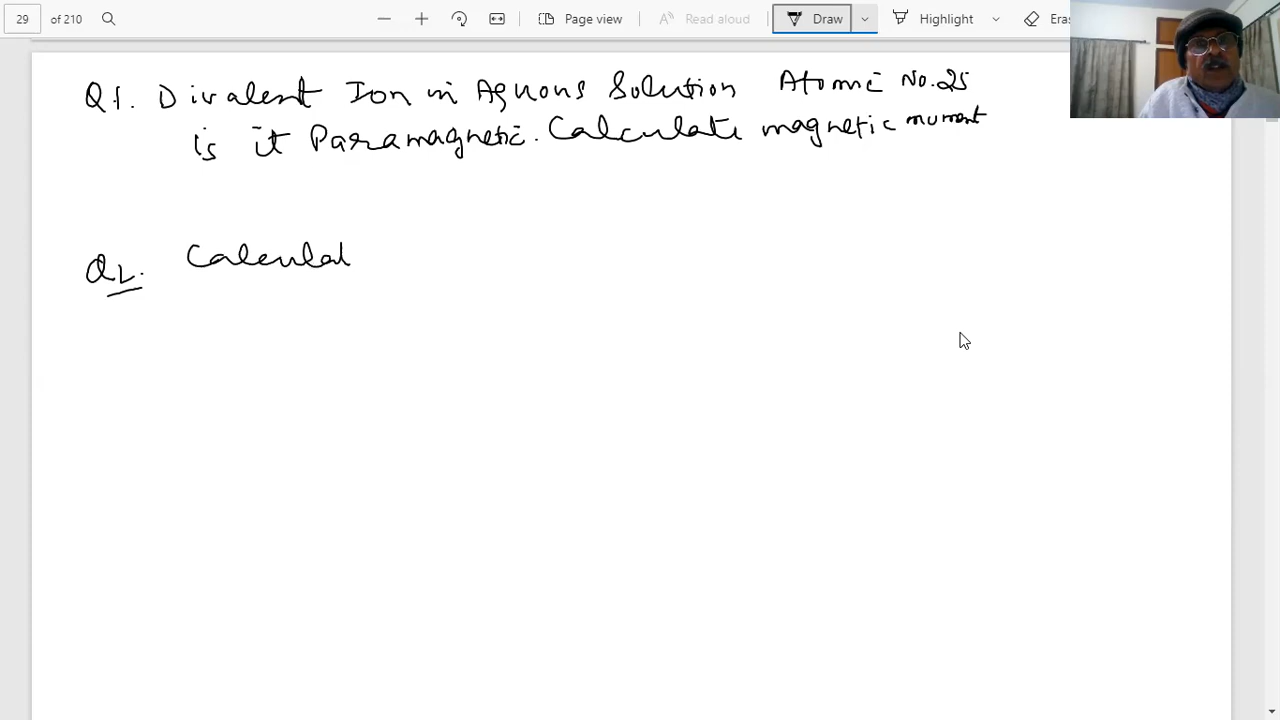 29 of 210 Page view Read aloud Draw Highlight Eras
Q1. Divalent Ion in Aquous Solution Atomic No. 25
is it Paramagnetic. Calculate magnetic moment
Q2. Calculat